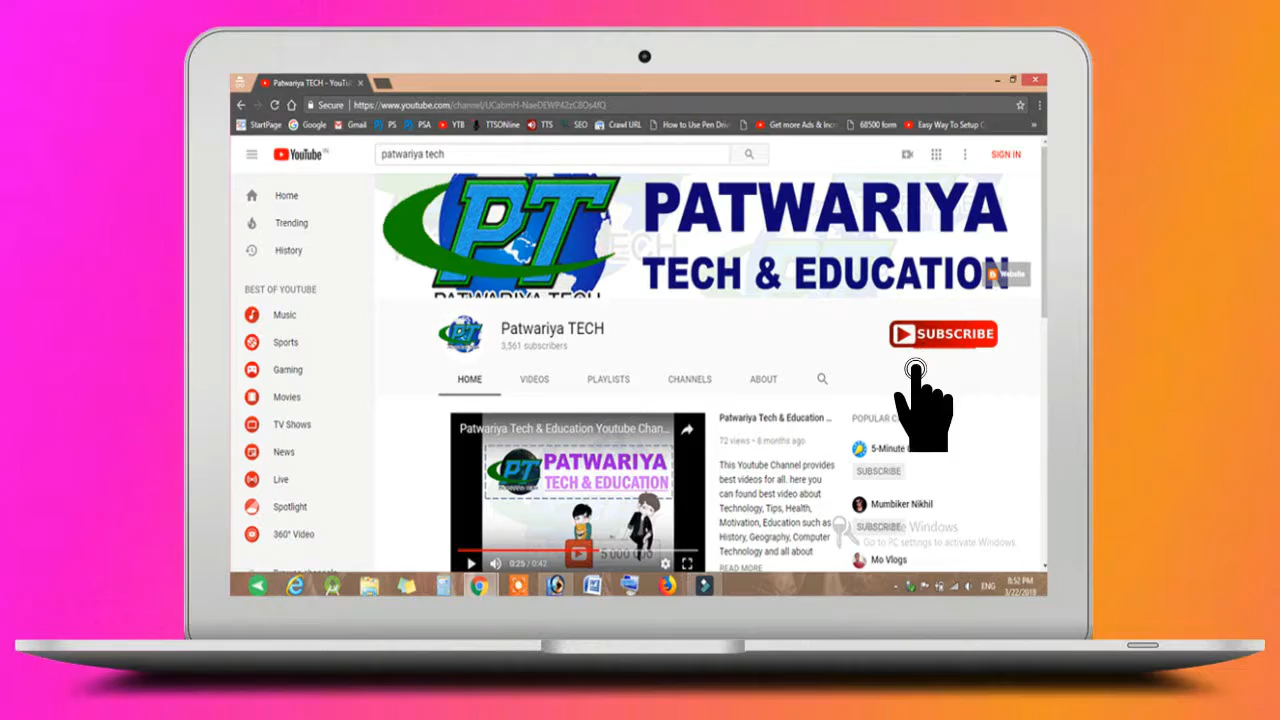 Patwariya TECH - YouTu
Secure | https://www.youtube.com/channel/UCabmH-NaeDEWP42zC8Os4fQ
StartPage Google Gmail PS PSA YTB TTSOnline TTS SEO Crawl URL How to Use Pen Driv Get more Ads & Incr 68500 form Easy Way To Setup C »
YouTube IN
patwariya tech
SIGN IN
Home
Trending
History
BEST OF YOUTUBE
Music
Sports
Gaming
Movies
TV Shows
News
Live
Spotlight
360° Video
PT
PATWARIYA TECH
PATWARIYA
TECH & EDUCATION
Website
PT
Patwariya TECH
3,561 subscribers
SUBSCRIBE
HOME VIDEOS PLAYLISTS CHANNELS ABOUT
Patwariya Tech & Education Youtube Chan...
PT
PATWARIYA
TECH & EDUCATION
0:25 / 0:42
Patwariya Tech & Education ...
72 views • 8 months ago
This Youtube Channel provides
best videos for all. here you
can found best video about
Technology, Tips, Health,
Motivation, Education such as
History, Geography, Computer
Technology and all about
READ MORE
POPULAR C
5-Minute
SUBSCRIBE
Mumbiker Nikhil
SUBSCRIBE
Mo Vlogs
Windows
Go to PC settings to activate Windows.
ENG
8:52 PM
3/22/2018